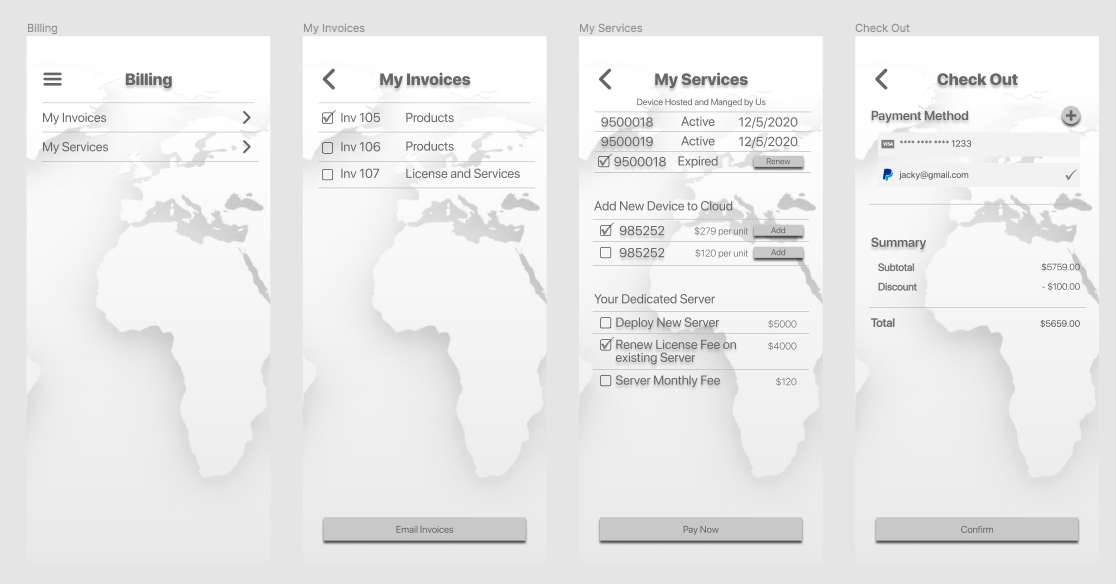 Billing
Billing
My Invoices
My Services
My Invoices
My Invoices
Inv 105 Products
Inv 106 Products
Inv 107 License and Services
Email Invoices
My Services
My Services
Device Hosted and Manged by Us
9500018 Active 12/5/2020
9500019 Active 12/5/2020
9500018 Expired Renew
Add New Device to Cloud
985252 $279 per unit Add
985252 $120 per unit Add
Your Dedicated Server
Deploy New Server $5000
Renew License Fee on $4000
existing Server
Server Monthly Fee $120
Pay Now
Check Out
Check Out
Payment Method
VISA **** **** **** 1233
jacky@gmail.com
Summary
Subtotal $5759.00
Discount - $100.00
Total $5659.00
Confirm